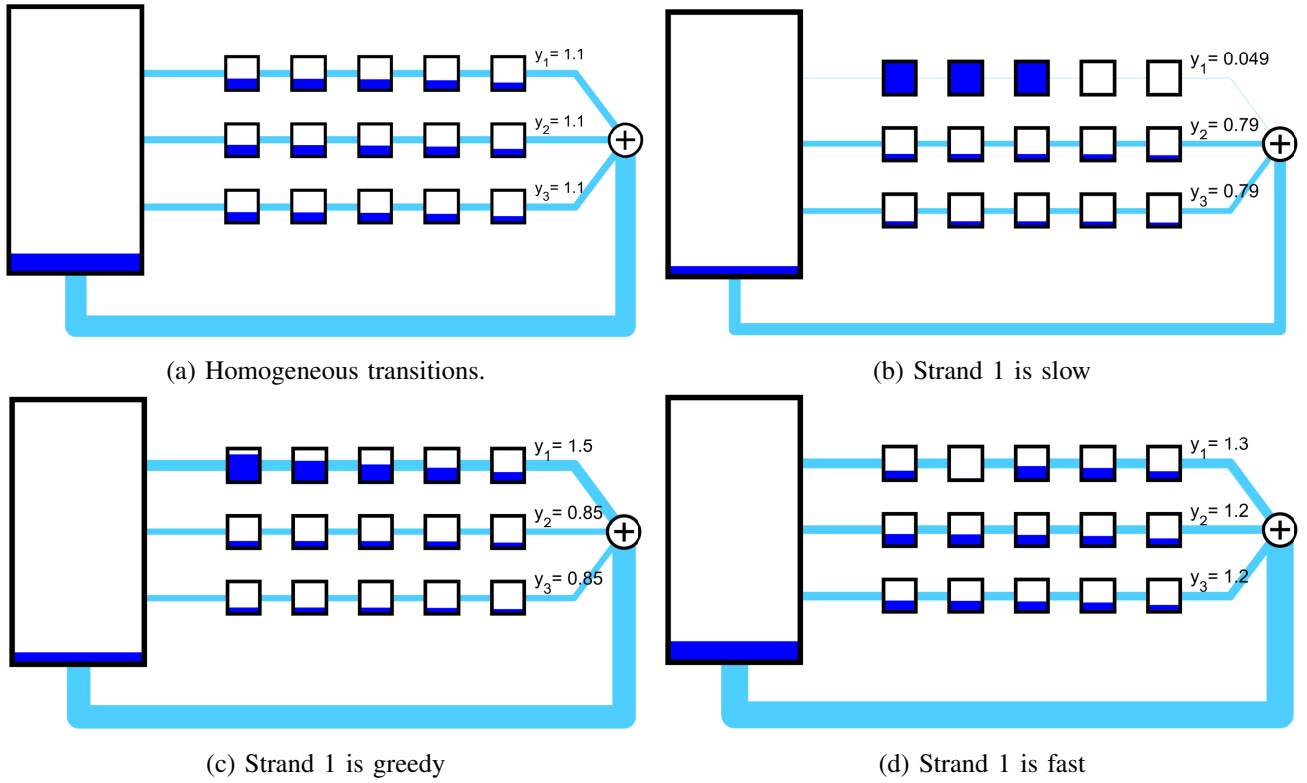 y₁= 1.1
y₂= 1.1
y₃= 1.1
+
(a) Homogeneous transitions.
y₁= 0.049
y₂= 0.79
y₃= 0.79
+
(b) Strand 1 is slow
y₁= 1.5
y₂= 0.85
y₃= 0.85
+
(c) Strand 1 is greedy
y₁= 1.3
y₂= 1.2
y₃= 1.2
+
(d) Strand 1 is fast